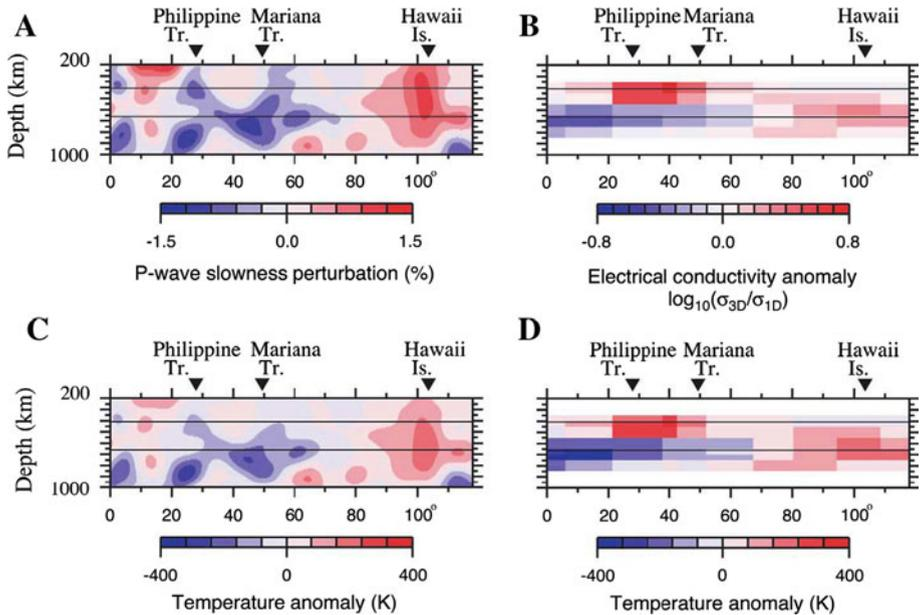 A
Philippine Tr.
Mariana Tr.
Hawaii Is.
Depth (km)
200
1000
0 20 40 60 80 100°
-1.5 0.0 1.5
P-wave slowness perturbation (%)
B
Philippine Tr.
Mariana Tr.
Hawaii Is.
0 20 40 60 80 100°
-0.8 0.0 0.8
Electrical conductivity anomaly
log10(σ3D/σ1D)
C
Philippine Tr.
Mariana Tr.
Hawaii Is.
Depth (km)
200
1000
0 20 40 60 80 100°
-400 0 400
Temperature anomaly (K)
D
Philippine Tr.
Mariana Tr.
Hawaii Is.
0 20 40 60 80 100°
-400 0 400
Temperature anomaly (K)